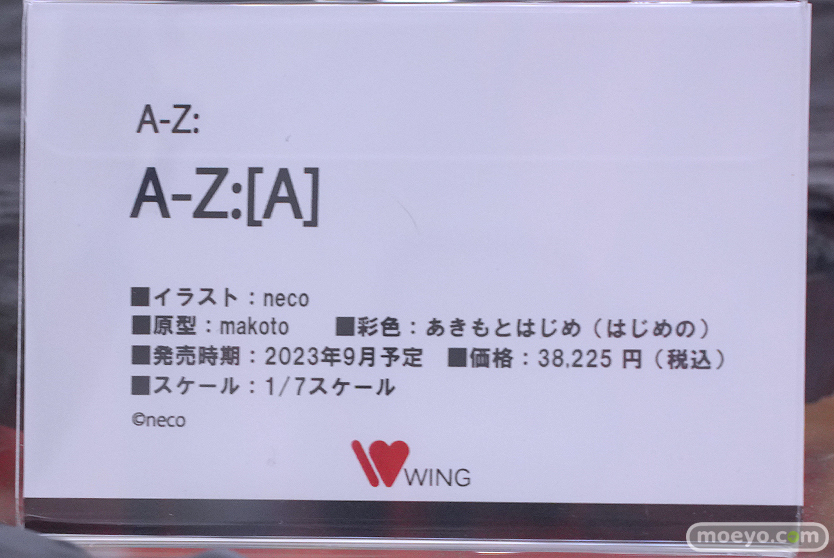 A-Z:
A-Z:[A]
■イラスト：neco
■原型：makoto　■彩色：あきもとはじめ（はじめの）
■発売時期：2023年9月予定　■価格：38,225 円（税込）
■スケール：1/7スケール
©neco
WING
moeyo.com